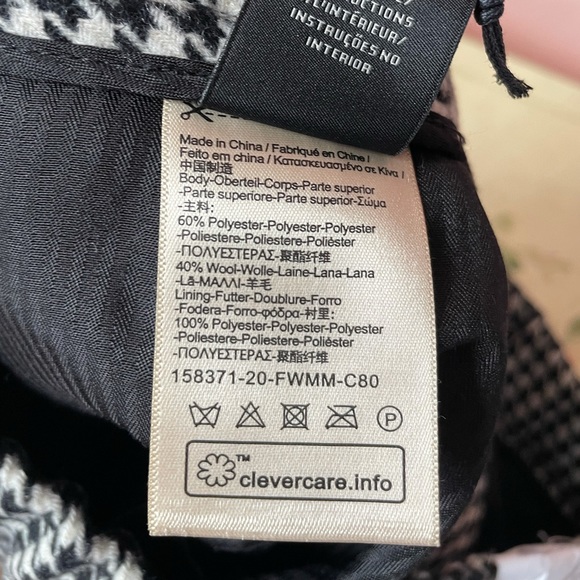 INSTRUÇÕES NO
INTERIOR
Made in China / Fabriqué en Chine /
Feito em china / Κατασκευασμένο σε Κίνα /
中国制造
Body-Oberteil-Corps-Parte superior
-Parte superiore-Parte superior-Σώμα
-主料:
60% Polyester-Polyester-Polyester
-Poliestere-Poliestere-Poliéster
-ΠΟΛΥΕΣΤΕΡΑΣ-聚酯纤维
40% Wool-Wolle-Laine-Lana-Lana
-Lã-ΜΑΛΛΙ-羊毛
Lining-Futter-Doublure-Forro
-Fodera-Forro-φόδρα-衬里:
100% Polyester-Polyester-Polyester
-Poliestere-Poliestere-Poliéster
-ΠΟΛΥΕΣΤΕΡΑΣ-聚酯纤维
158371-20-FWMM-C80
P
TM
clevercare.info